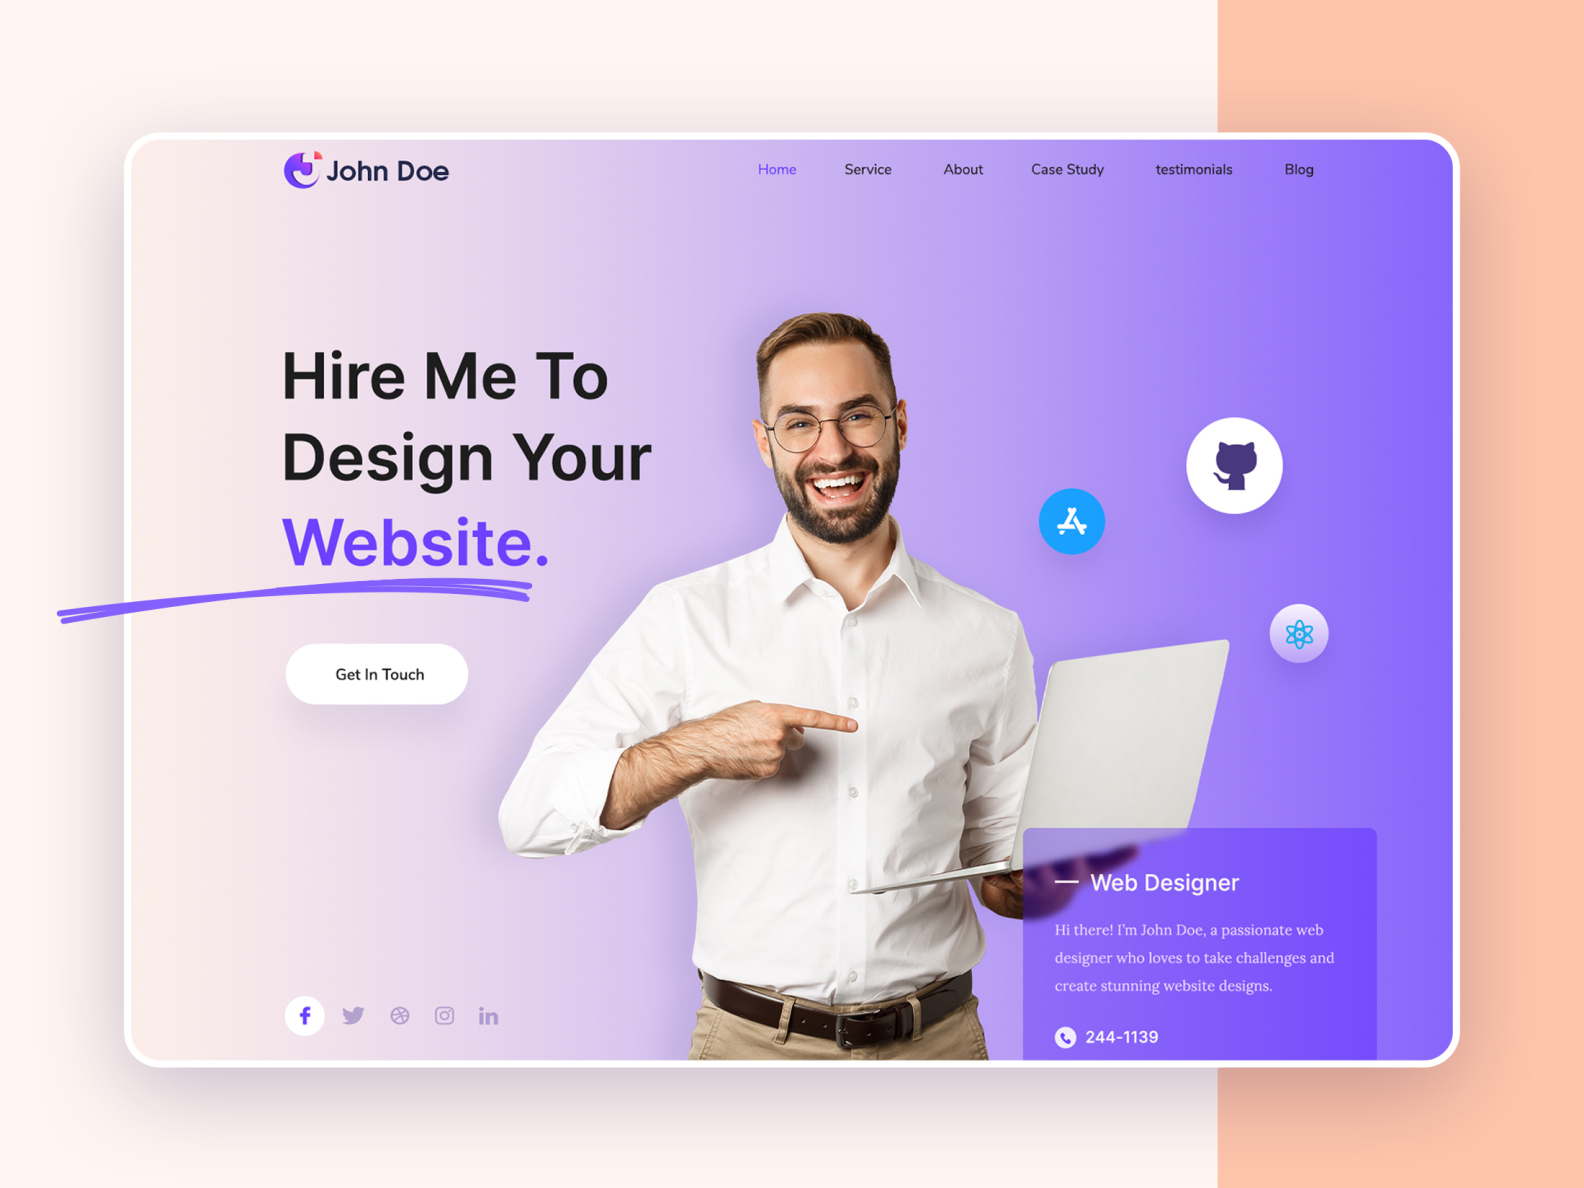 John Doe
Home Service About Case Study testimonials Blog
Hire Me To
Design Your
Website.
Get In Touch
Web Designer
Hi there! I'm John Doe, a passionate web
designer who loves to take challenges and
create stunning website designs.
244-1139